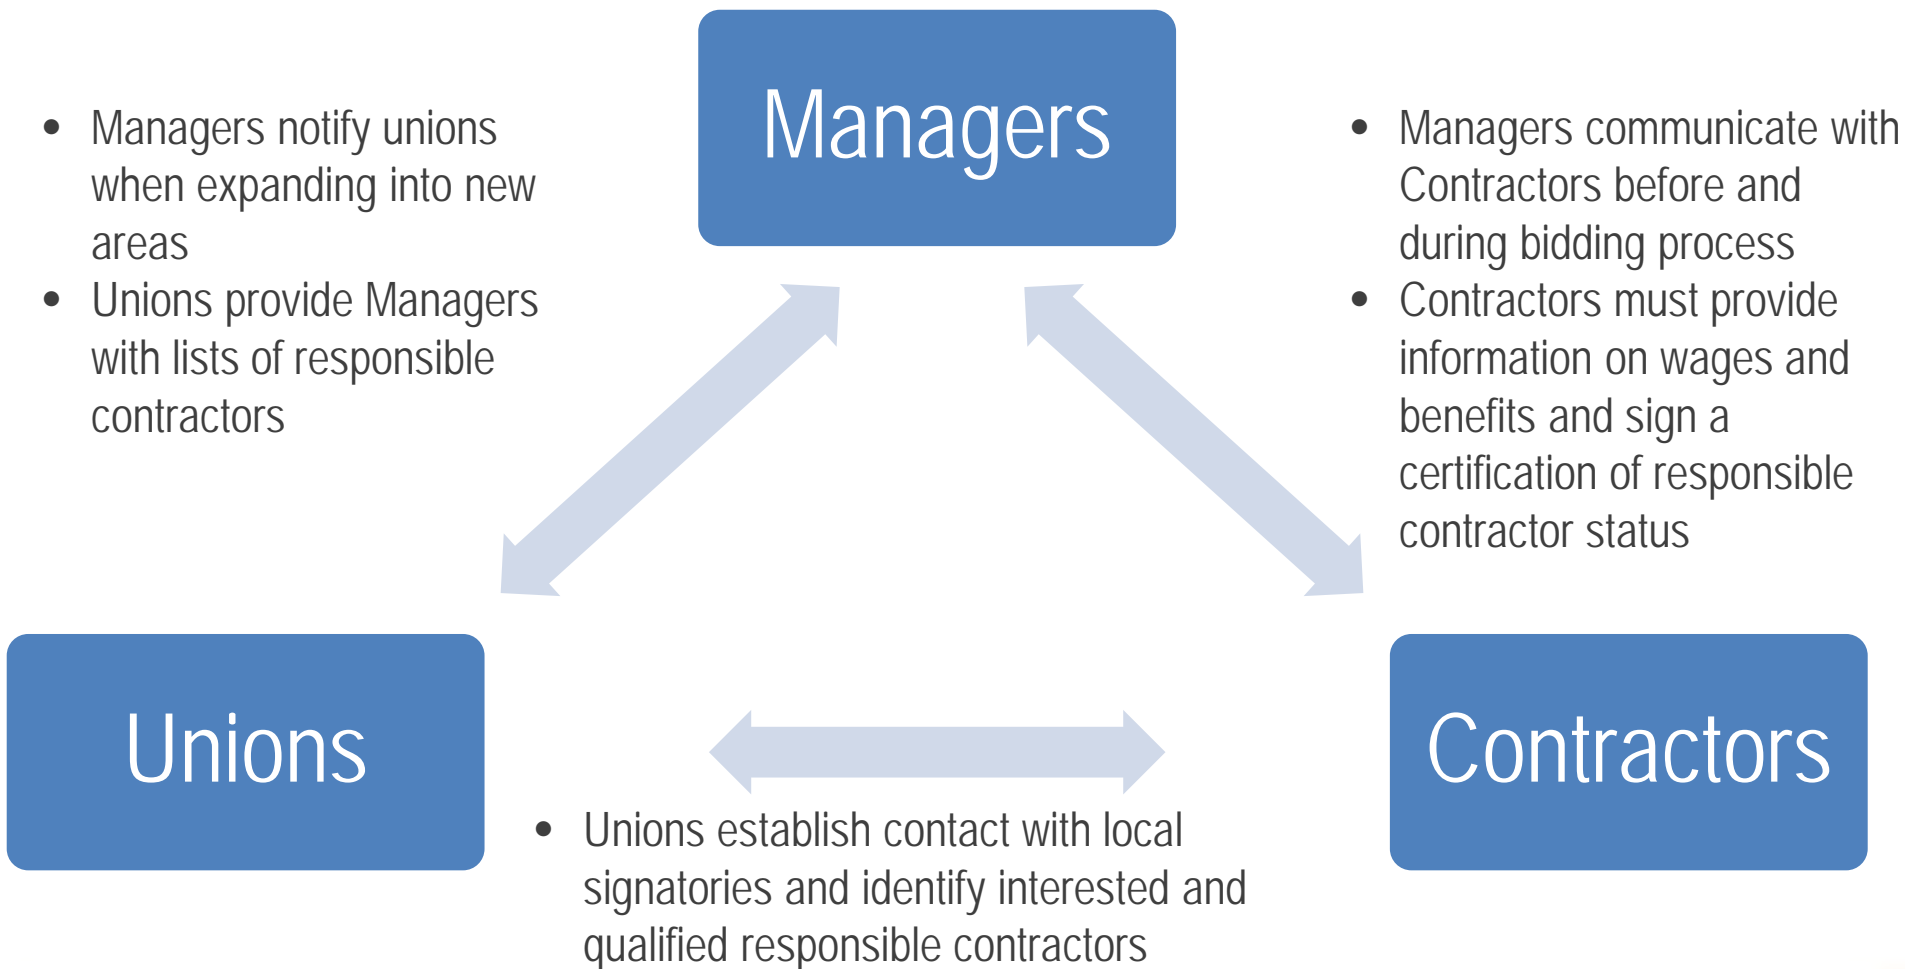 Managers
• Managers notify unions
when expanding into new
areas
• Unions provide Managers
with lists of responsible
contractors
• Managers communicate with
Contractors before and
during bidding process
• Contractors must provide
information on wages and
benefits and sign a
certification of responsible
contractor status
Unions
Contractors
• Unions establish contact with local
signatories and identify interested and
qualified responsible contractors